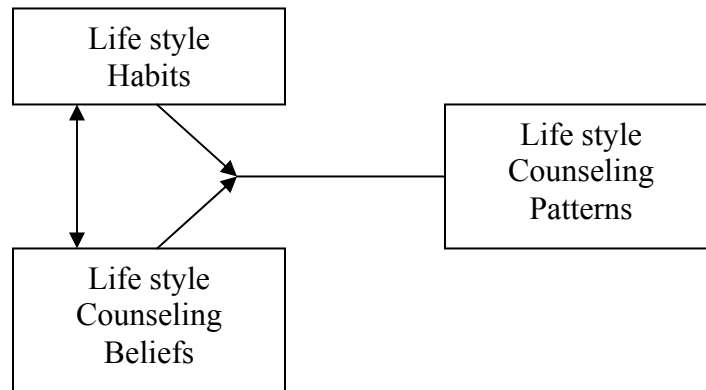 Life style
Habits
Life style
Counseling
Patterns
Life style
Counseling
Beliefs